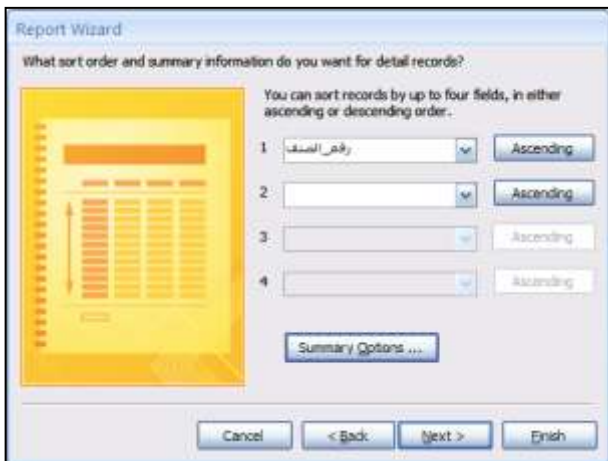 Report Wizard
What sort order and summary information do you want for detail records?
You can sort records by up to four fields, in either
ascending or descending order.
1 رقم_الصنف Ascending
2 Ascending
3 Ascending
4 Ascending
Summary Options ...
Cancel < Back Next > Finish